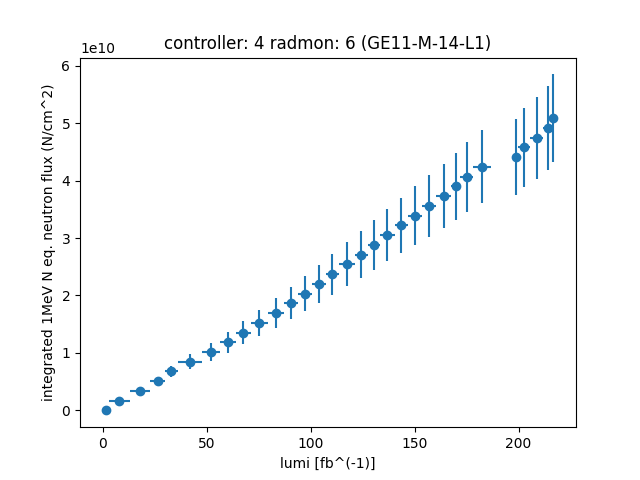 controller: 4 radmon: 6 (GE11-M-14-L1)
1e10
integrated 1MeV N eq. neutron flux (N/cm^2)
6
5
4
3
2
1
0
0 50 100 150 200
lumi [fb^(-1)]